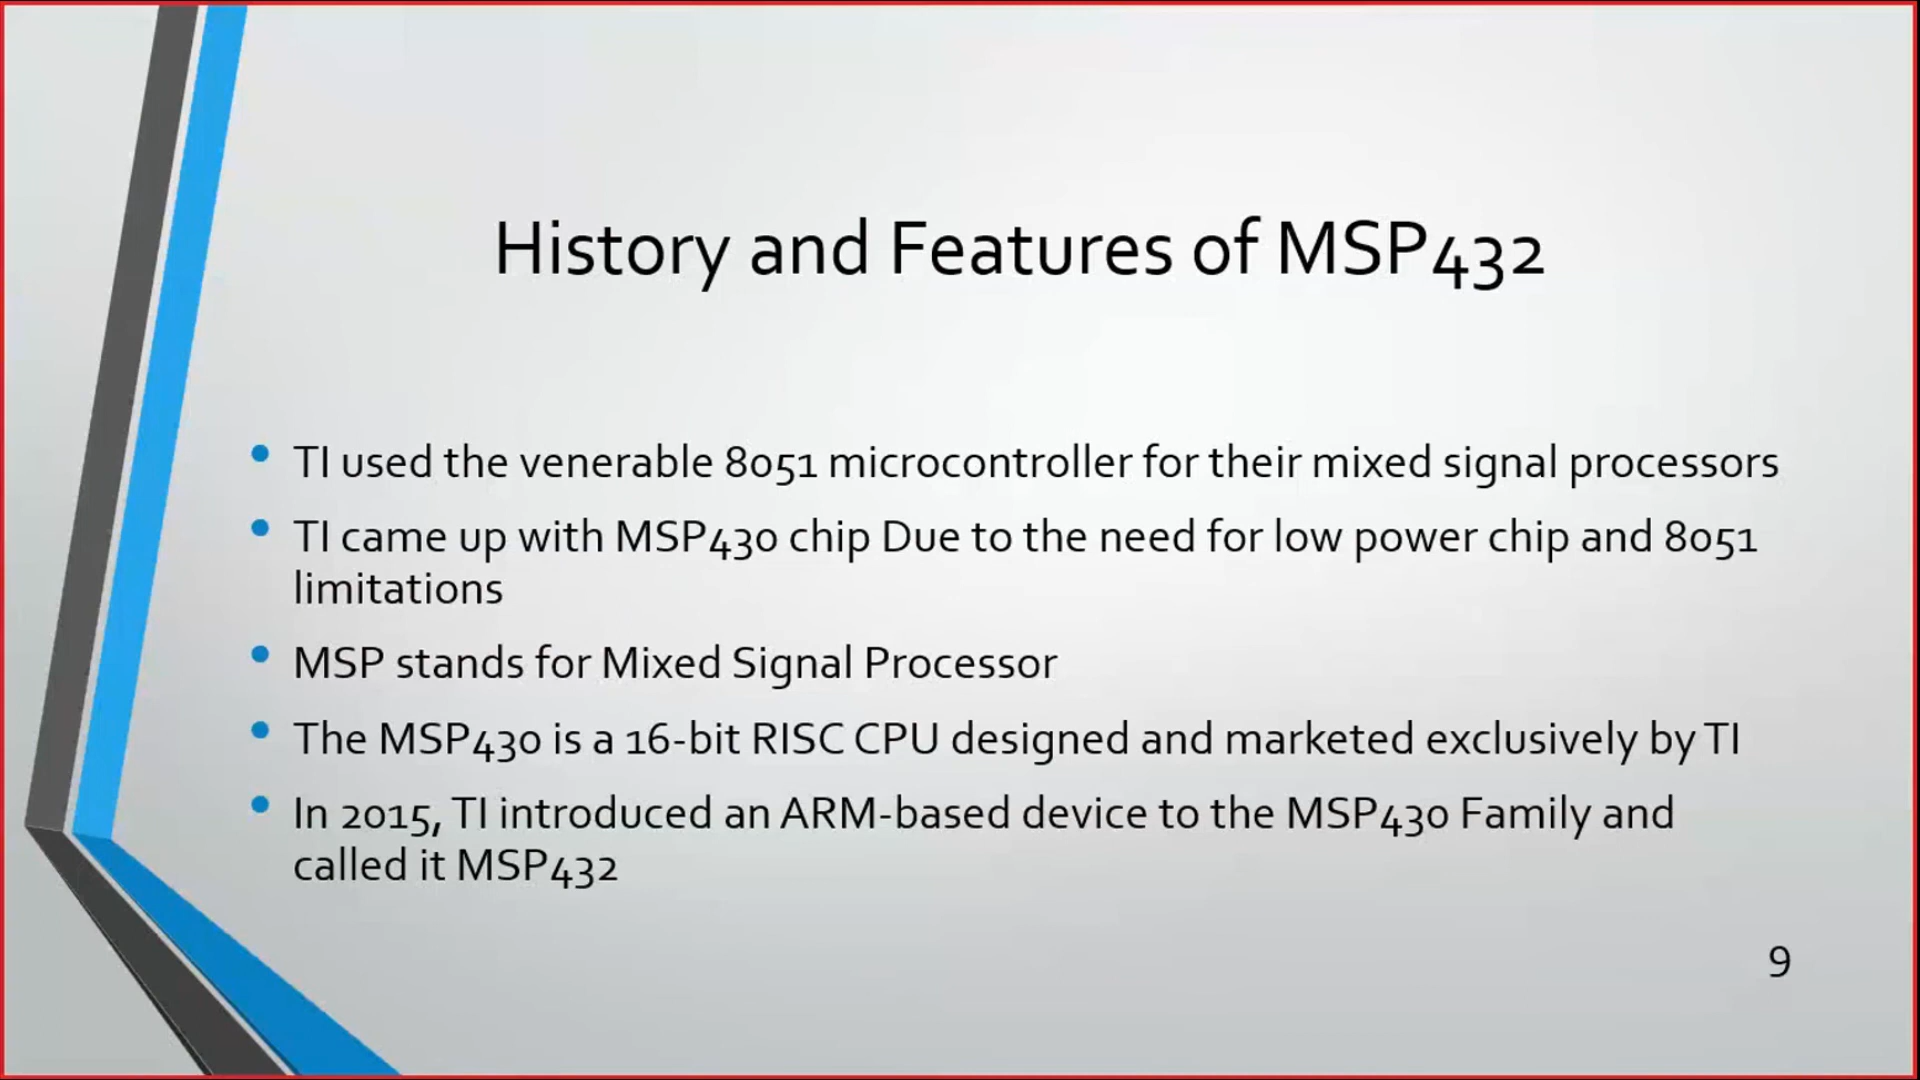 History and Features of MSP432
• TI used the venerable 8051 microcontroller for their mixed signal processors
• TI came up with MSP430 chip Due to the need for low power chip and 8051
limitations
• MSP stands for Mixed Signal Processor
• The MSP430 is a 16-bit RISC CPU designed and marketed exclusively by TI
• In 2015, TI introduced an ARM-based device to the MSP430 Family and
called it MSP432
9